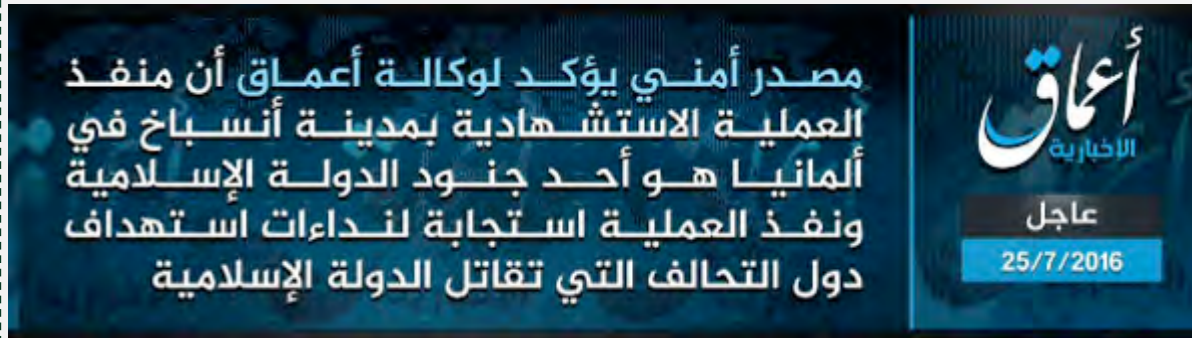 مصدر أمني يؤكد لوكالة أعماق أن منفذ
العملية الاستشهادية بمدينة أنسباخ في
ألمانيا هو أحد جنود الدولة الإسلامية
ونفذ العملية استجابة لنداءات استهداف
دول التحالف التي تقاتل الدولة الإسلامية
أعماق
الإخبارية
عاجل
25/7/2016